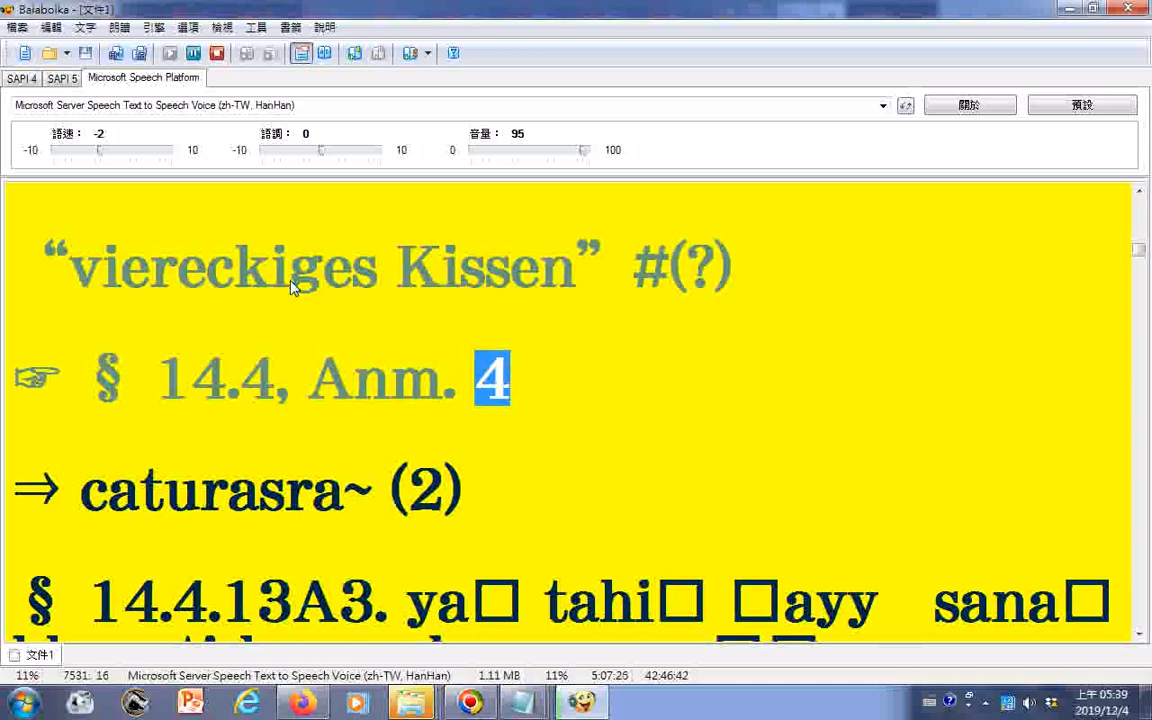 Balabolka - [文件1]
檔案 編輯 文字 朗讀 引擎 選項 檢視 工具 書籤 說明
SAPI 4 SAPI 5 Microsoft Speech Platform
Microsoft Server Speech Text to Speech Voice (zh-TW, HanHan) 關於 預設
語速： -2 語調： 0 音量： 95
-10 10 -10 10 0 100
“viereckiges Kissen” #(?)
☞ § 14.4, Anm. 4
⇒ caturasra~ (2)
§ 14.4.13A3. ya□ tahi□ □ayy sana□
文件1
11% 7531: 16 Microsoft Server Speech Text to Speech Voice (zh-TW, HanHan) 1.11 MB 11% 5:07:26 42:46:42
上午 05:39
2019/12/4